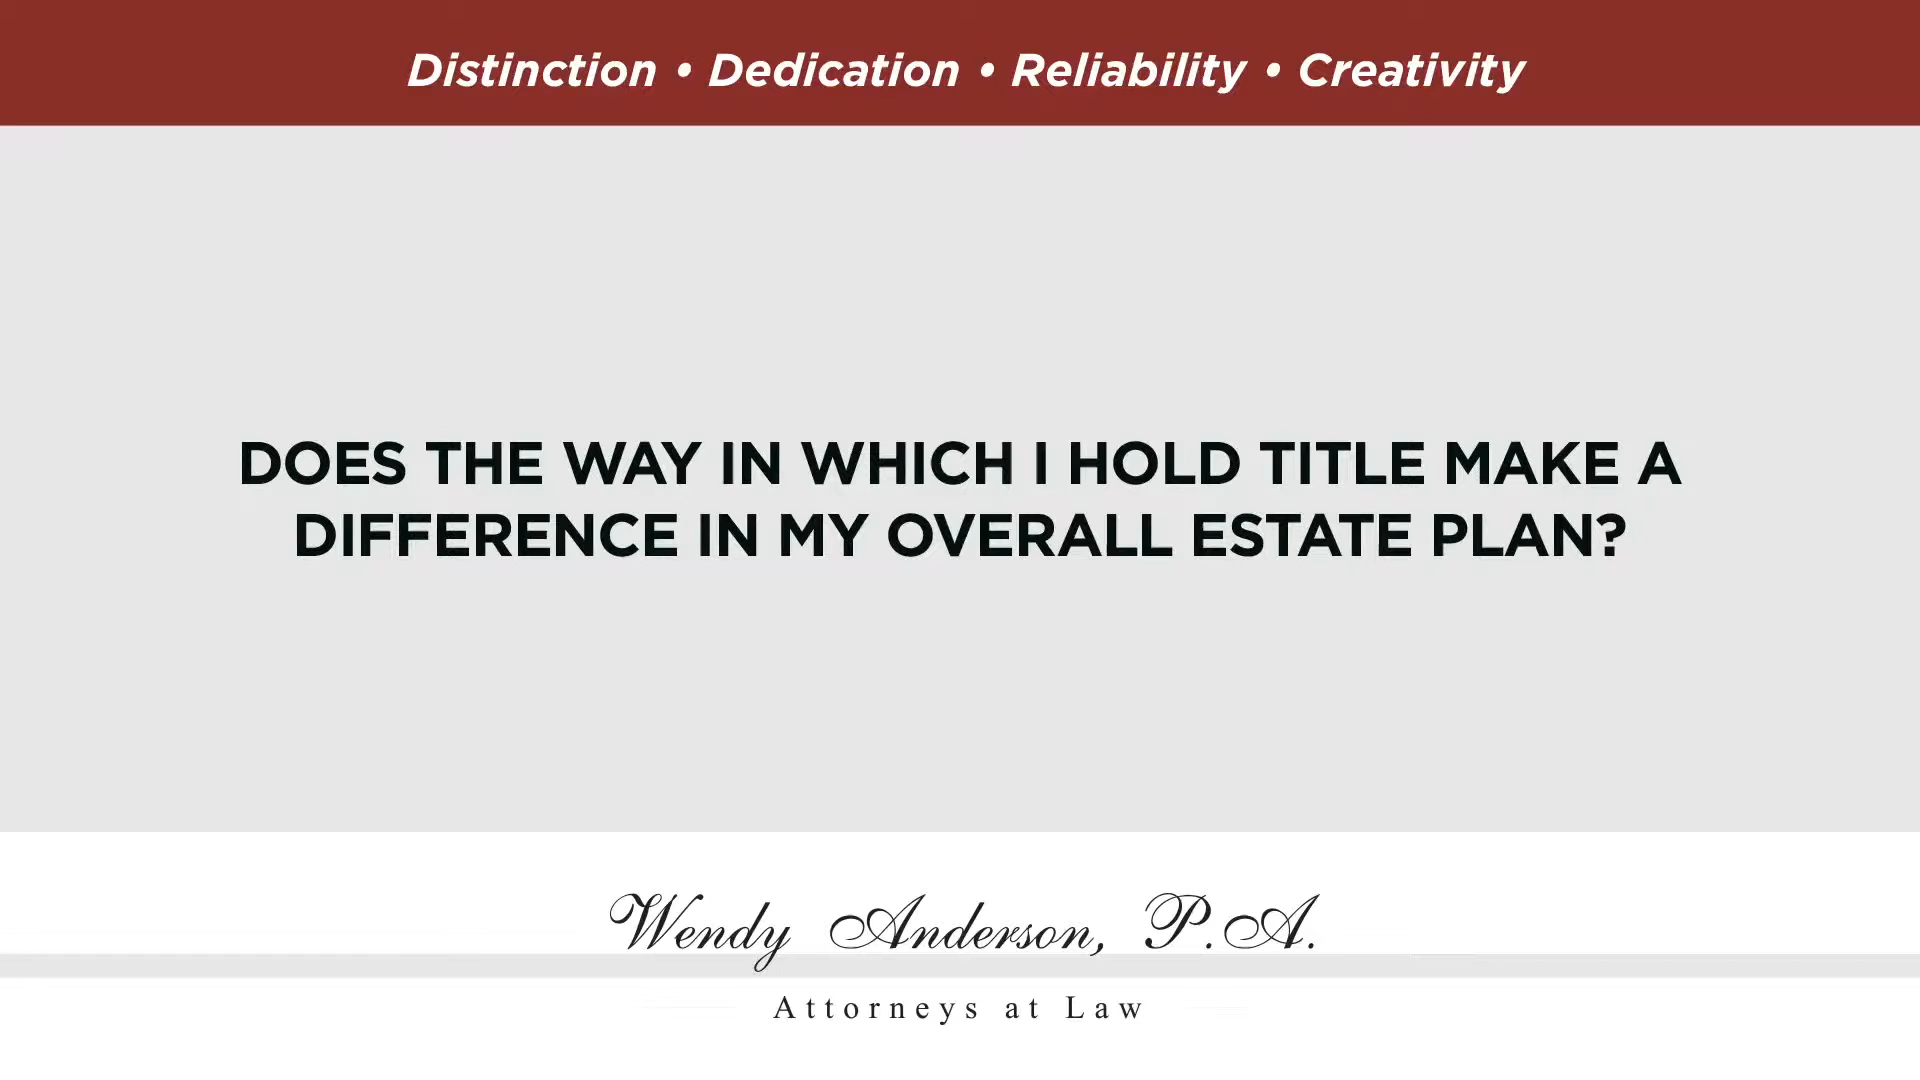 Distinction • Dedication • Reliability • Creativity
DOES THE WAY IN WHICH I HOLD TITLE MAKE A
DIFFERENCE IN MY OVERALL ESTATE PLAN?
Wendy Anderson, P.A.
Attorneys at Law